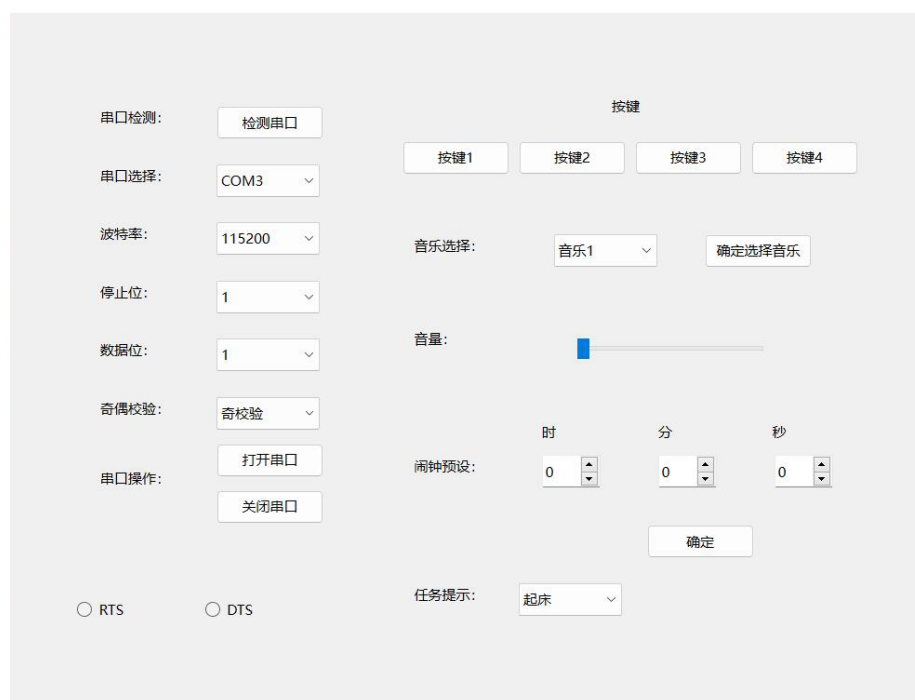 串口检测：
检测串口
串口选择：
COM3
波特率：
115200
停止位：
1
数据位：
1
奇偶校验：
奇校验
串口操作：
打开串口
关闭串口
RTS
DTS
按键
按键1
按键2
按键3
按键4
音乐选择：
音乐1
确定选择音乐
音量：
时
分
秒
闹钟预设：
0
0
0
确定
任务提示：
起床